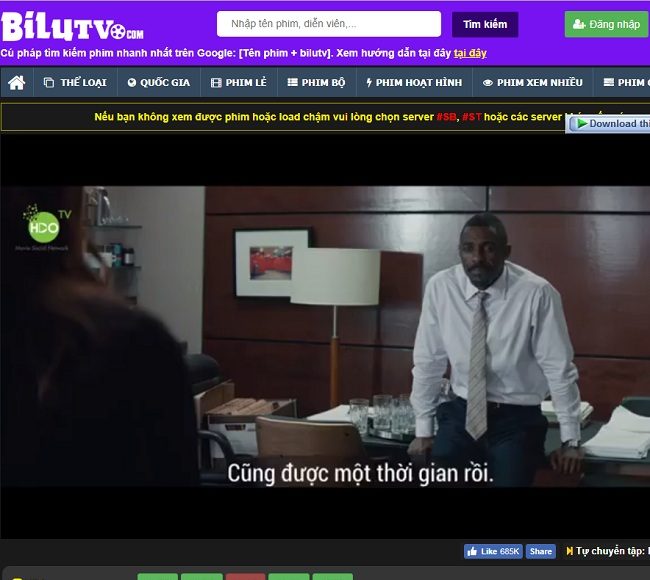 BiLUTV.COM
Nhập tên phim, diễn viên,...
Tìm kiếm
Đăng nhập
Cú pháp tìm kiếm phim nhanh nhất trên Google: [Tên phim + bilutv]. Xem hướng dẫn tại đây tại đây
THỂ LOẠI QUỐC GIA PHIM LẺ PHIM BỘ PHIM HOẠT HÌNH PHIM XEM NHIỀU PHIM
Nếu bạn không xem được phim hoặc load chậm vui lòng chọn server #SB, #ST hoặc các server
Download thi
HDO TV
Movie Social Network
Cũng được một thời gian rồi.
Like 685K Share Tự chuyển tập: